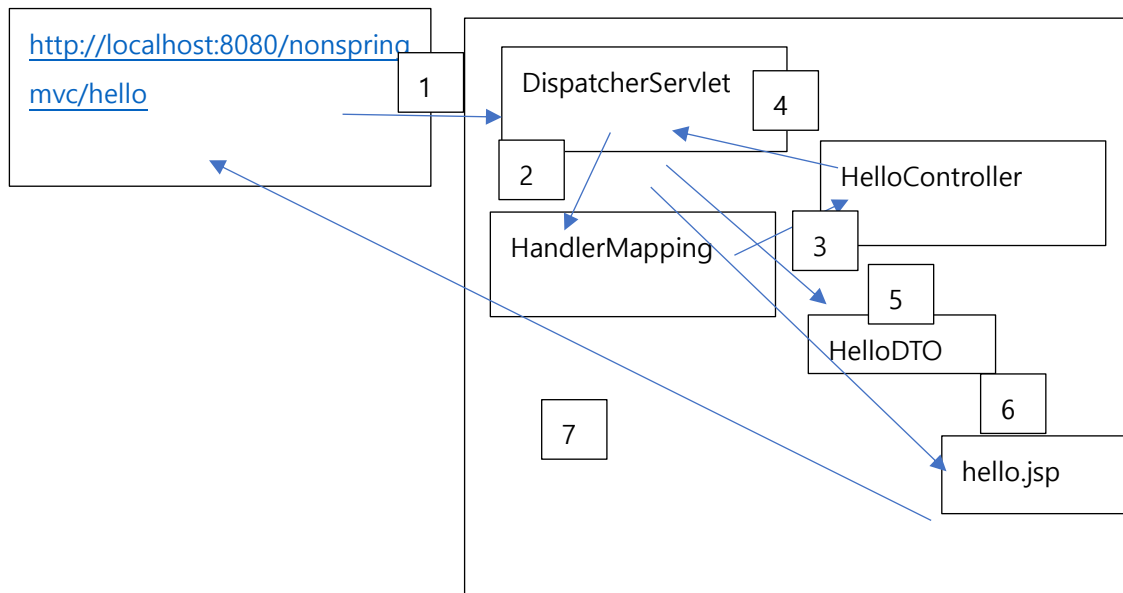 http://localhost:8080/nonspring
mvc/hello
1
DispatcherServlet
4
2
HelloController
HandlerMapping
3
5
HelloDTO
6
7
hello.jsp